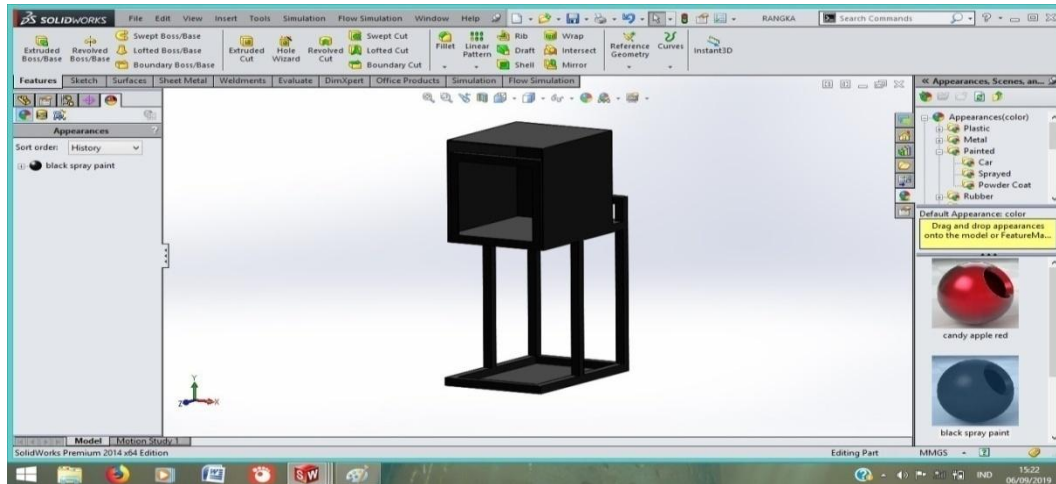 SOLIDWORKS File Edit View Insert Tools Simulation Flow Simulation Window Help RANGKA Search Commands
Extruded Boss/Base
Revolved Boss/Base
Swept Boss/Base
Lofted Boss/Base
Boundary Boss/Base
Extruded Cut
Hole Wizard
Revolved Cut
Swept Cut
Lofted Cut
Boundary Cut
Fillet
Linear Pattern
Rib
Draft
Shell
Wrap
Intersect
Mirror
Reference Geometry
Curves
Instant3D
Features Sketch Surfaces Sheet Metal Weldments Evaluate DimXpert Office Products Simulation Flow Simulation
Appearances
Sort order: History
black spray paint
Y
Z X
Appearances, Scenes, an...
Appearances(color)
Plastic
Metal
Painted
Car
Sprayed
Powder Coat
Rubber
Default Appearance: color
Drag and drop appearances
onto the model or FeatureMa...
candy apple red
black spray paint
Model Motion Study 1
SolidWorks Premium 2014 x64 Edition Editing Part MMGS
IND 15:22
06/09/2019